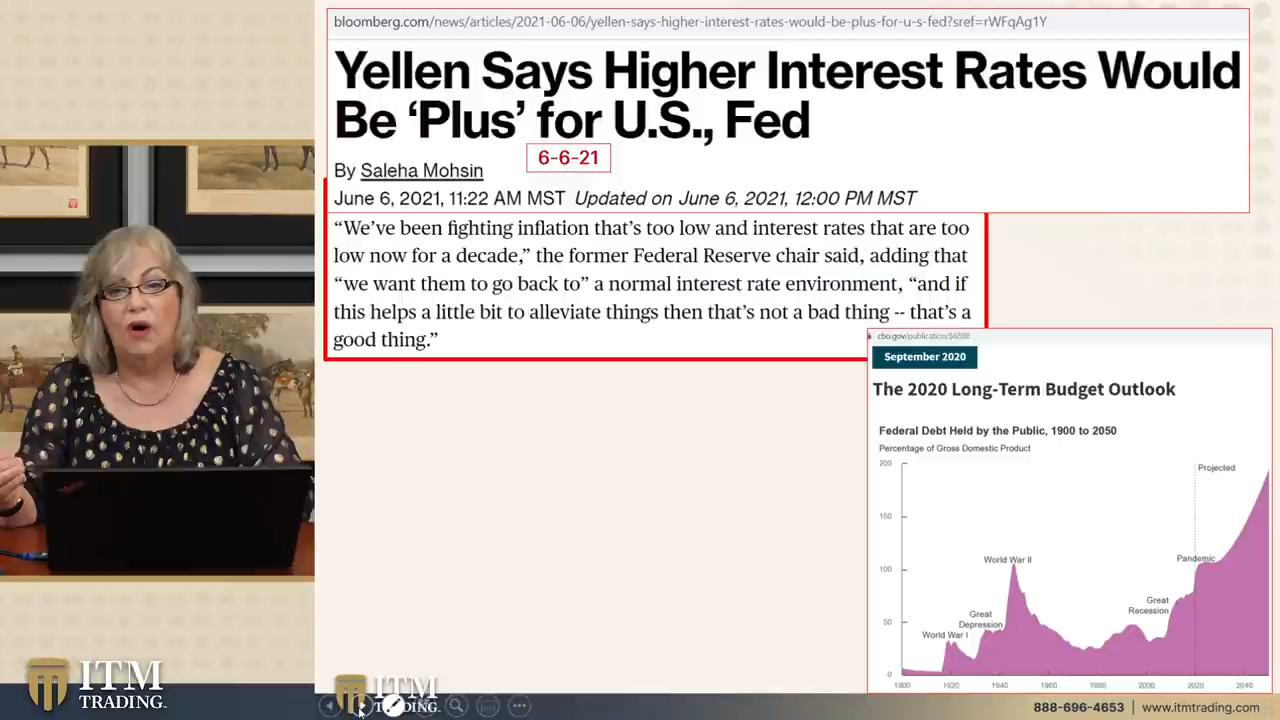 bloomberg.com/news/articles/2021-06-06/yellen-says-higher-interest-rates-would-be-plus-for-u-s-fed?sref=rWFqAg1Y
Yellen Says Higher Interest Rates Would
Be ‘Plus’ for U.S., Fed
6-6-21
By Saleha Mohsin
June 6, 2021, 11:22 AM MST Updated on June 6, 2021, 12:00 PM MST
“We’ve been fighting inflation that’s too low and interest rates that are too
low now for a decade,” the former Federal Reserve chair said, adding that
“we want them to go back to” a normal interest rate environment, “and if
this helps a little bit to alleviate things then that’s not a bad thing -- that’s a
good thing.”
cbo.gov/publication/56598
September 2020
The 2020 Long-Term Budget Outlook
Federal Debt Held by the Public, 1900 to 2050
Percentage of Gross Domestic Product
200
Projected
150
World War II
Pandemic
100
Great
Recession
Great
Depression
50
World War I
0
1900 1920 1940 1960 1980 2000 2020 2040
ITM
TRADING
ITM
TRADING
888-696-4653 | www.itmtrading.com